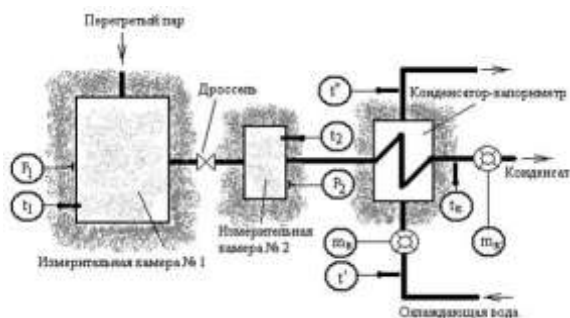 Перегретый пар
Дроссель
t"
Конденсатор-калориметр
t₂
P₁
P₂
Конденсат
t₁
tк
Измерительная
камера № 2
mв
mк
Измерительная камера № 1
t'
Охлаждающая вода